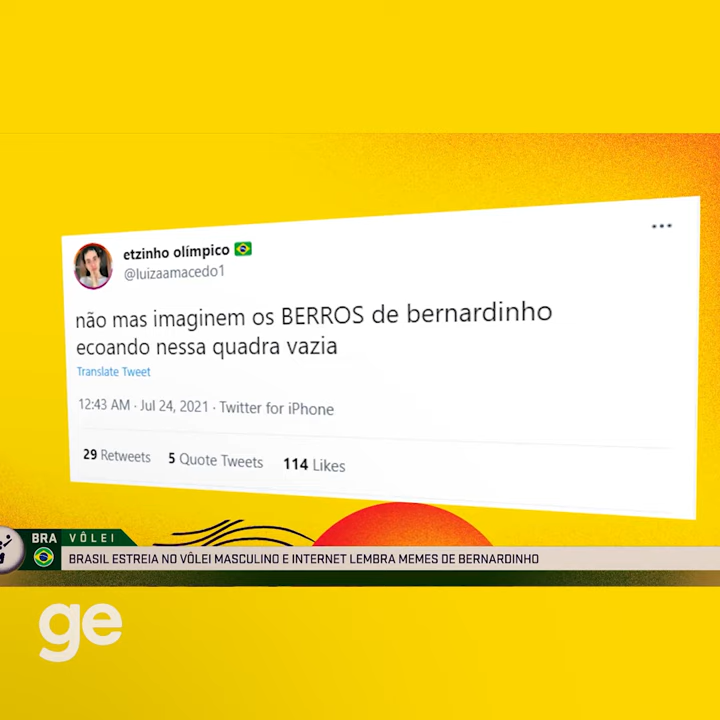 etzinho olímpico
@luizaamacedo1
não mas imaginem os BERROS de bernardinho
ecoando nessa quadra vazia
Translate Tweet
12:43 AM · Jul 24, 2021 · Twitter for iPhone
29 Retweets 5 Quote Tweets 114 Likes
BRA VÔLEI
BRASIL ESTREIA NO VÔLEI MASCULINO E INTERNET LEMBRA MEMES DE BERNARDINHO
ge